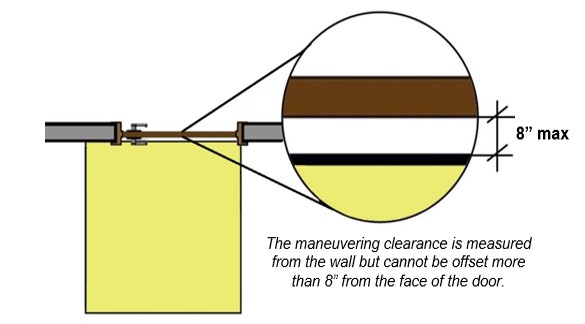 8” max
The maneuvering clearance is measured
from the wall but cannot be offset more
than 8” from the face of the door.